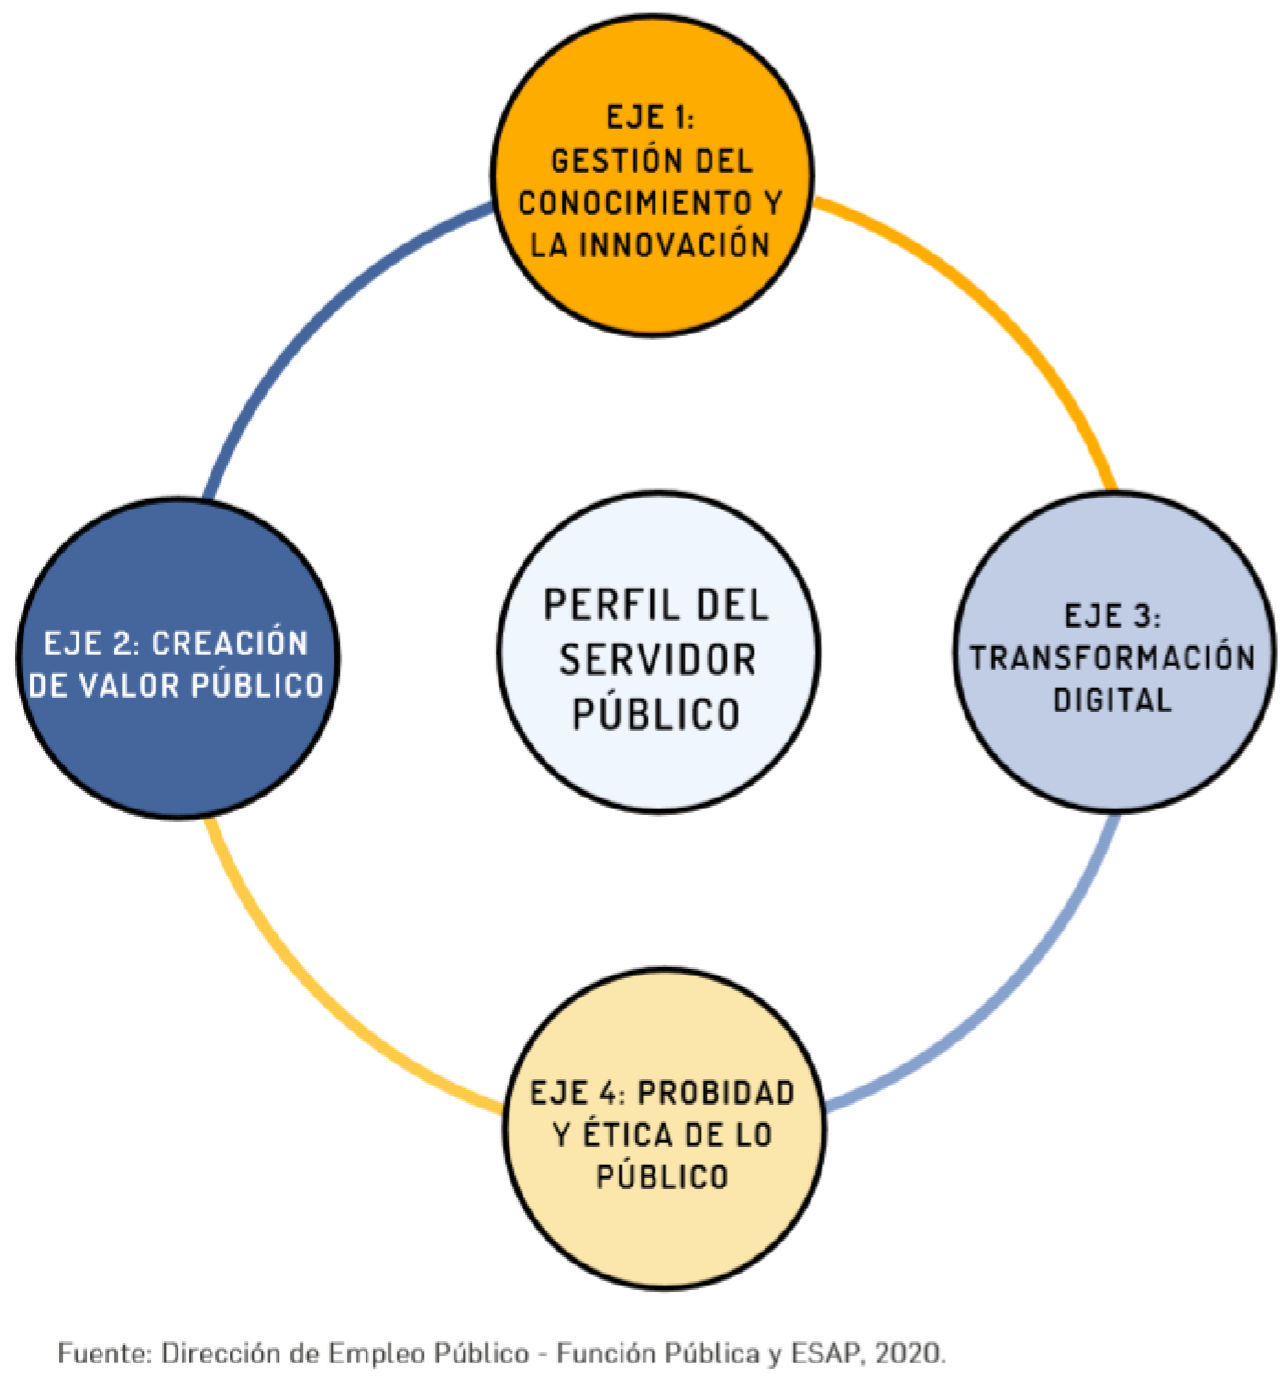 EJE 1:
GESTIÓN DEL
CONOCIMIENTO Y
LA INNOVACIÓN
EJE 2: CREACIÓN
DE VALOR PÚBLICO
PERFIL DEL
SERVIDOR
PÚBLICO
EJE 3:
TRANSFORMACIÓN
DIGITAL
EJE 4: PROBIDAD
Y ÉTICA DE LO
PÚBLICO
Fuente: Dirección de Empleo Público - Función Pública y ESAP, 2020.